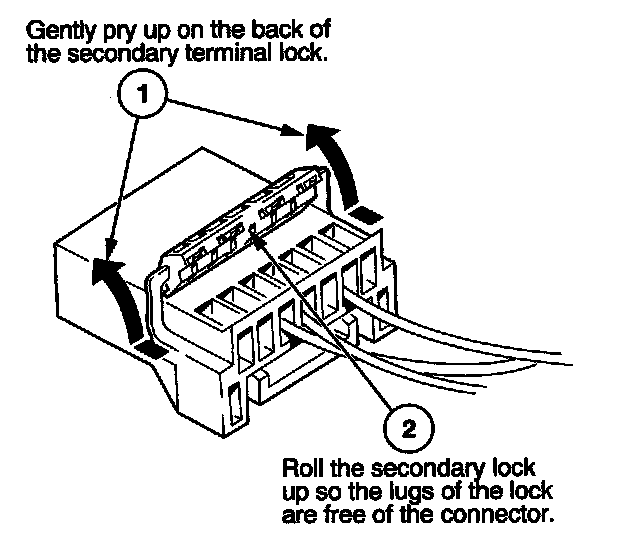 Gently pry up on the back of
the secondary terminal lock.
1
2
Roll the secondary lock
up so the lugs of the lock
are free of the connector.